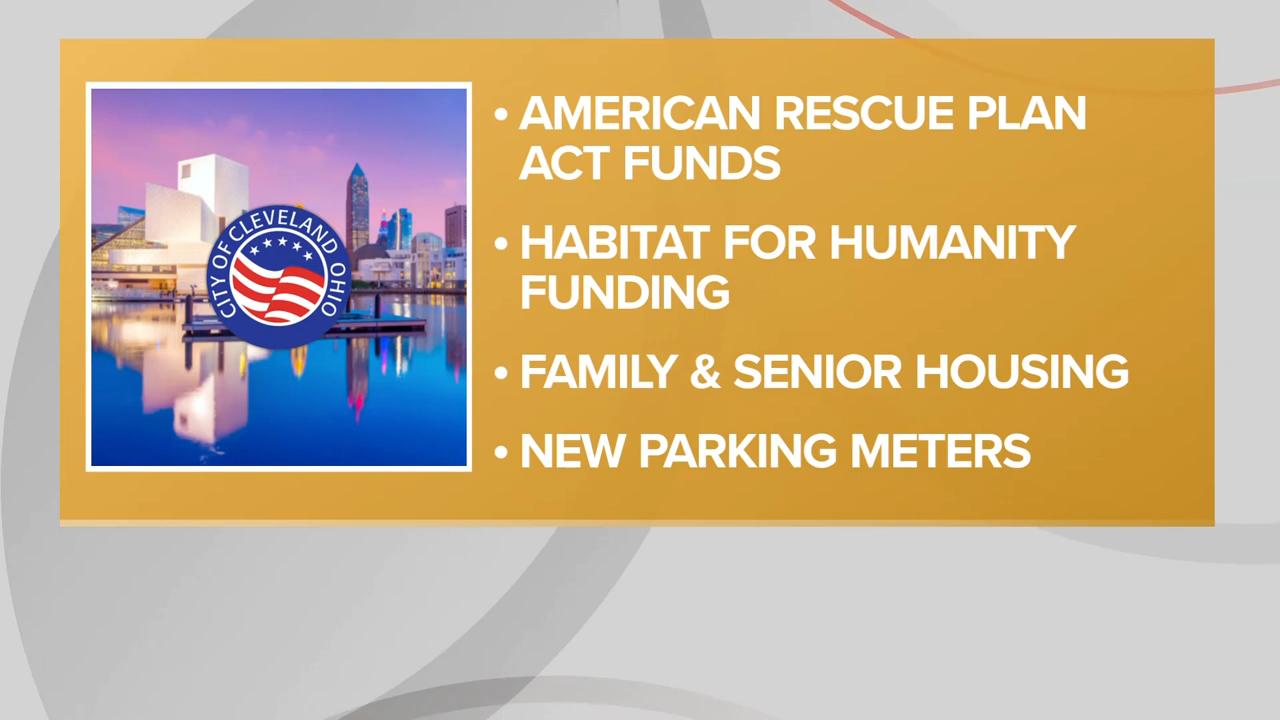 CITY OF CLEVELAND OHIO
• AMERICAN RESCUE PLAN
ACT FUNDS
• HABITAT FOR HUMANITY
FUNDING
• FAMILY & SENIOR HOUSING
• NEW PARKING METERS